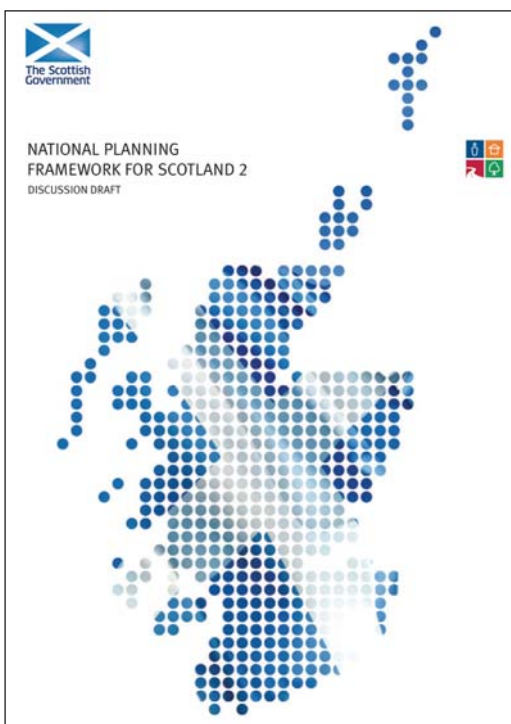 The Scottish
Government
NATIONAL PLANNING
FRAMEWORK FOR SCOTLAND 2
DISCUSSION DRAFT